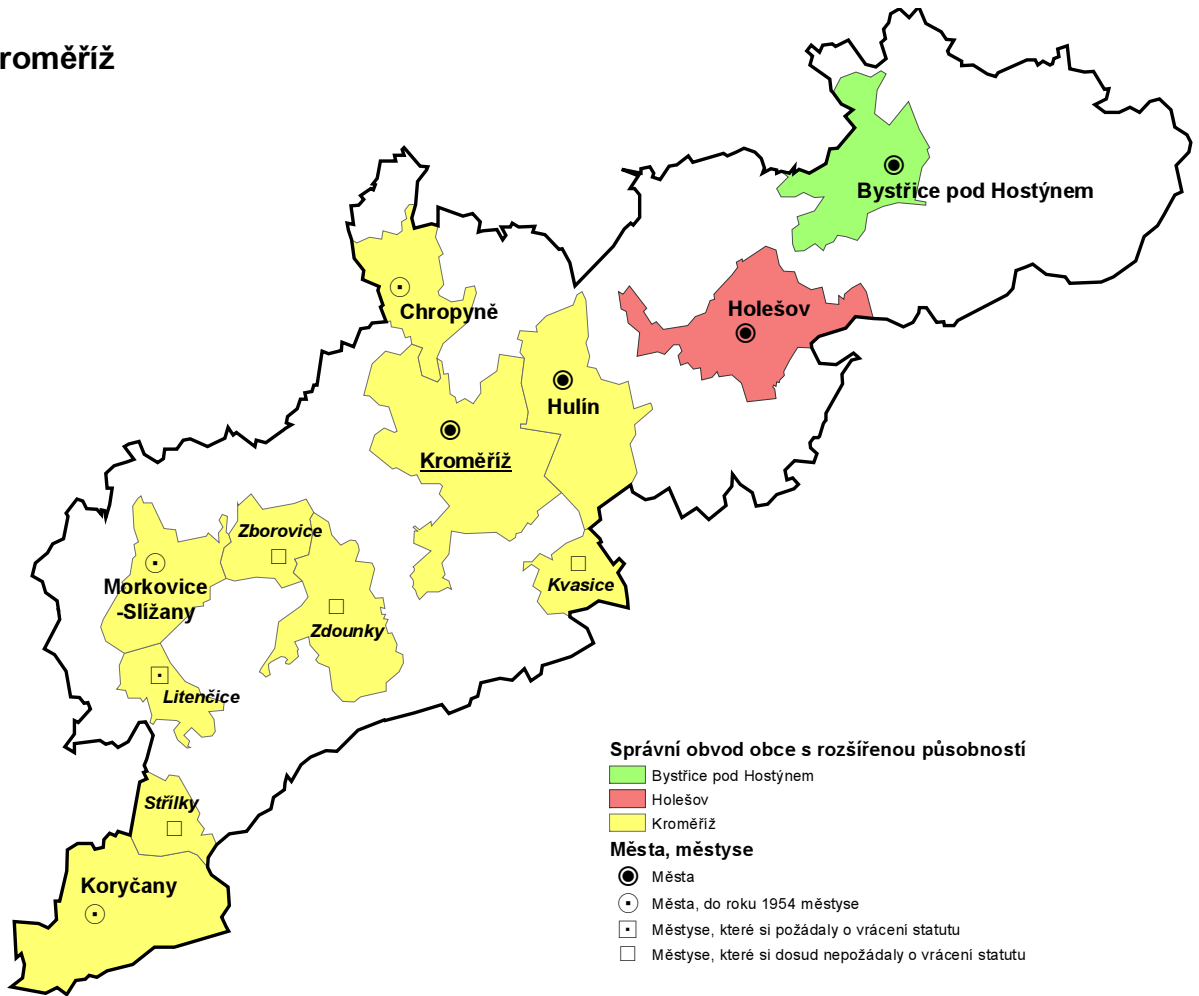 roměříž
Bystřice pod Hostýnem
Holešov
Chropyně
Hulín
Kroměříž
Zborovice
Kvasice
Morkovice
-Slížany
Zdounky
Litenčice
Střílky
Koryčany
Správní obvod obce s rozšířenou působností
Bystřice pod Hostýnem
Holešov
Kroměříž
Města, městyse
Města
Města, do roku 1954 městyse
Městyse, které si požádaly o vrácení statutu
Městyse, které si dosud nepožádaly o vrácení statutu